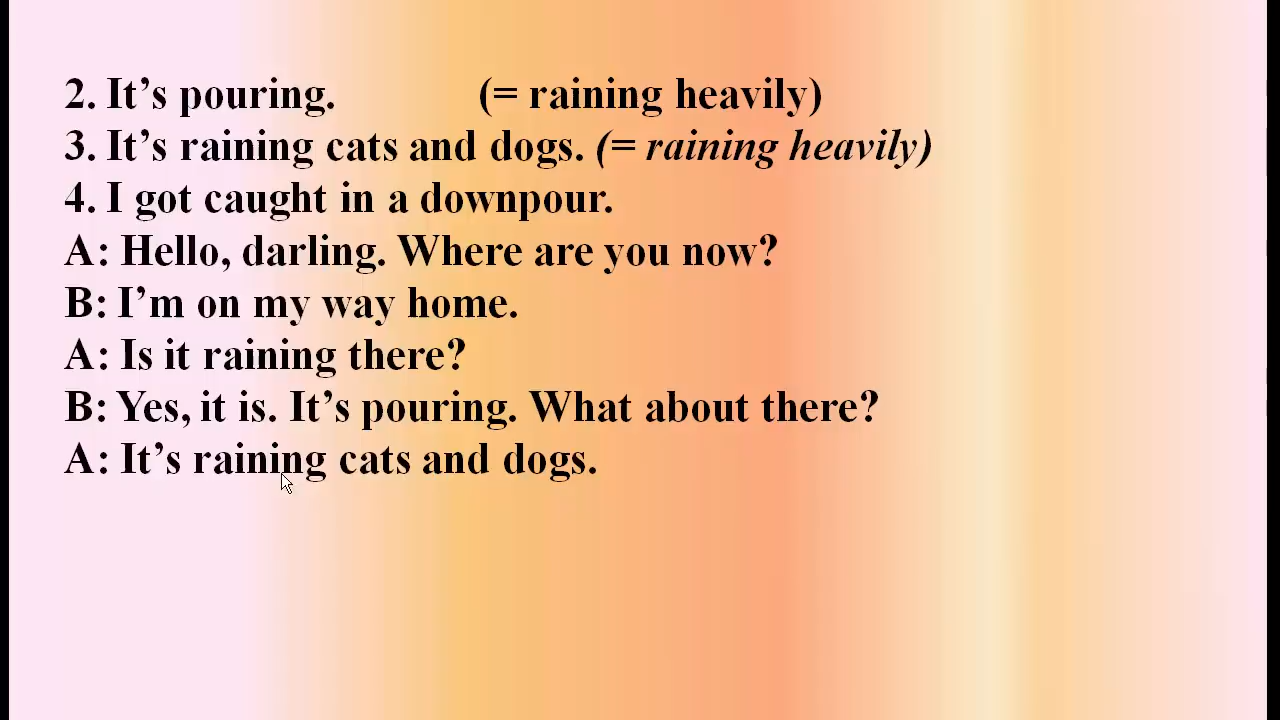 2. It’s pouring. (= raining heavily)
3. It’s raining cats and dogs. (= raining heavily)
4. I got caught in a downpour.
A: Hello, darling. Where are you now?
B: I’m on my way home.
A: Is it raining there?
B: Yes, it is. It’s pouring. What about there?
A: It’s raining cats and dogs.